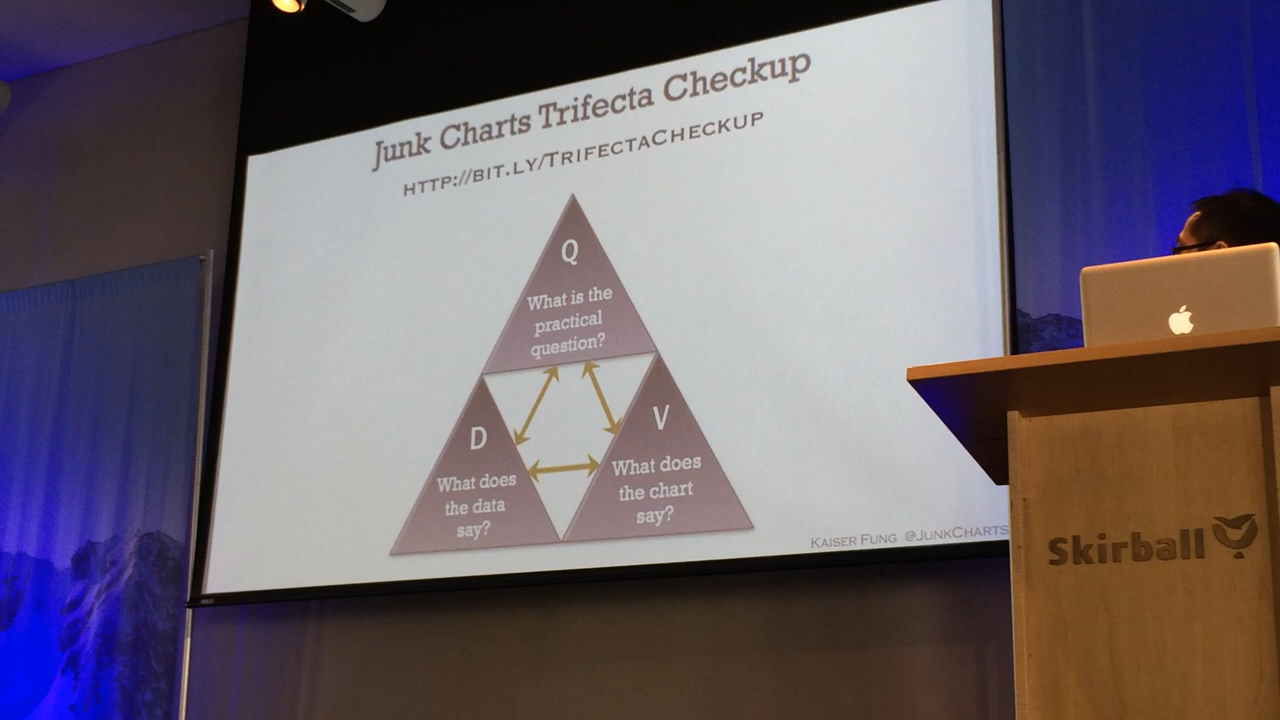 Junk Charts Trifecta Checkup
HTTP://BIT.LY/TRIFECTACHECKUP
Q
What is the
practical
question?
D
What does
the data
say?
V
What does
the chart
say?
KAISER FUNG @JUNKCHARTS
Skirball